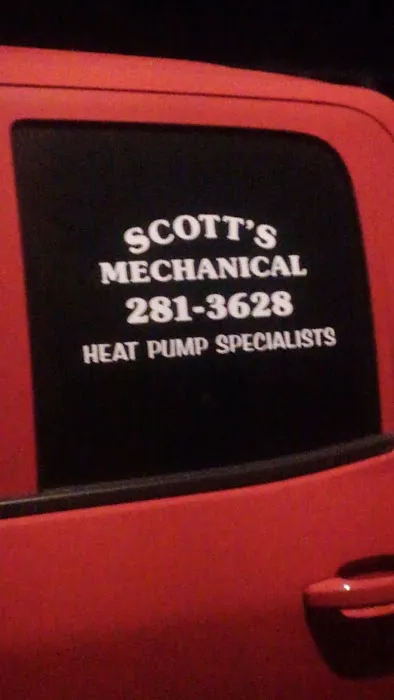 SCOTT'S
MECHANICAL
281-3628
HEAT PUMP SPECIALISTS